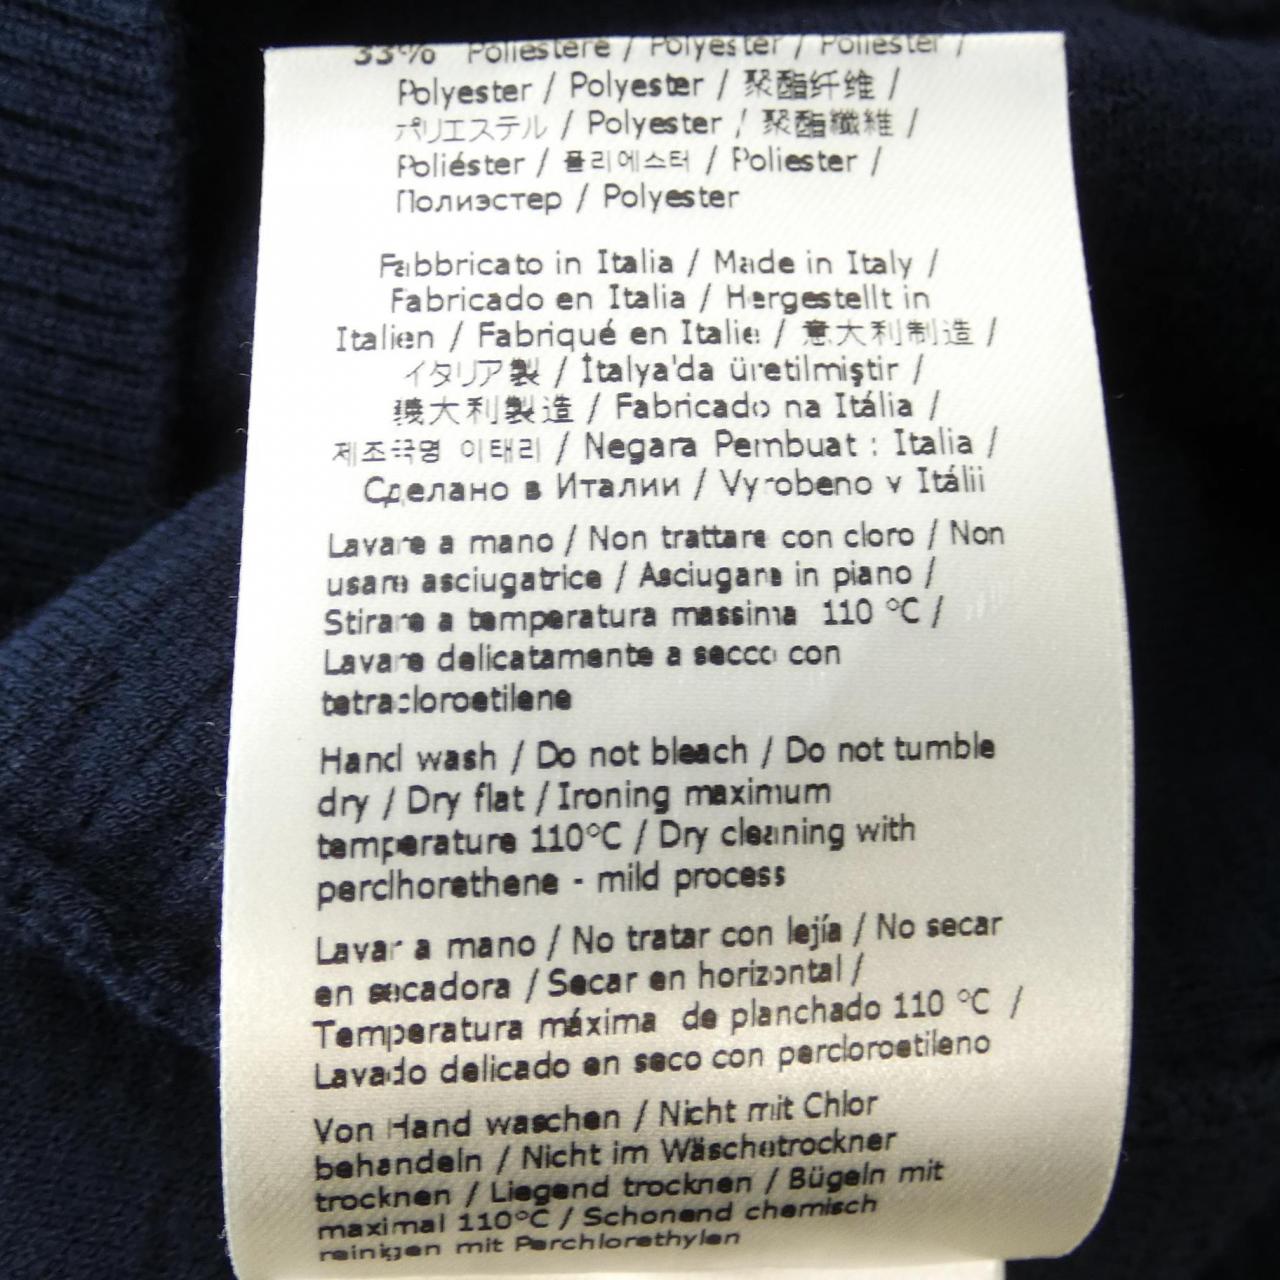 33% Poliestere / Polyester / Poliéster /
Polyester / Polyester / 聚酯纤维 /
ポリエステル / Polyester / 聚酯纖維 /
Poliéster / 폴리에스터 / Poliester /
Полиэстер / Polyester
Fabbricato in Italia / Made in Italy /
Fabricado en Italia / Hergestellt in
Italien / Fabriqué en Italie / 意大利制造 /
イタリア製 / İtalya'da üretilmiştir /
義大利製造 / Fabricado na Itália /
제조국명 이태리 / Negara Pembuat : Italia /
Сделано в Италии / Vyrobeno v Itálii
Lavare a mano / Non trattare con cloro / Non
usare asciugatrice / Asciugare in piano /
Stirare a temperatura massima 110 °C /
Lavare delicatamente a secco con
tetracloroetilene
Hand wash / Do not bleach / Do not tumble
dry / Dry flat / Ironing maximum
temperature 110°C / Dry cleaning with
perclhorethene - mild process
Lavar a mano / No tratar con lejía / No secar
en secadora / Secar en horizontal /
Temperatura máxima de planchado 110 °C /
Lavado delicado en seco con percloroetileno
Von Hand waschen / Nicht mit Chlor
behandeln / Nicht im Wäschetrockner
trocknen / Liegend trocknen / Bügeln mit
maximal 110°C / Schonend chemisch
reinigen mit Perchlorethylen